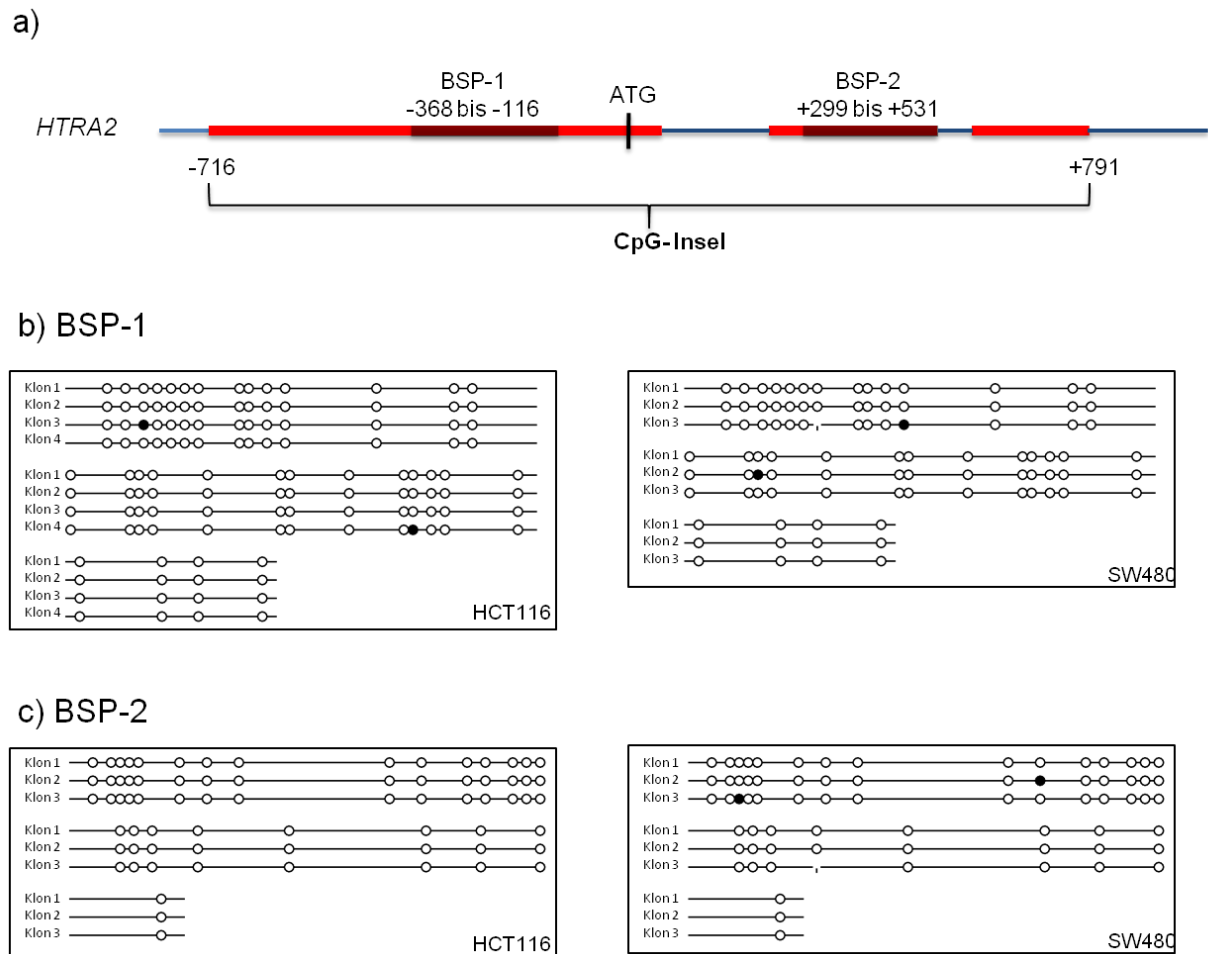 a)
BSP-1
-368 bis -116
ATG
BSP-2
+299 bis +531
HTRA2
-716
+791
CpG-Insel
b) BSP-1
Klon 1
Klon 2
Klon 3
Klon 4
Klon 1
Klon 2
Klon 3
Klon 4
Klon 1
Klon 2
Klon 3
Klon 4
HCT116
Klon 1
Klon 2
Klon 3
Klon 1
Klon 2
Klon 3
Klon 1
Klon 2
Klon 3
SW480
c) BSP-2
Klon 1
Klon 2
Klon 3
Klon 1
Klon 2
Klon 3
Klon 1
Klon 2
Klon 3
HCT116
Klon 1
Klon 2
Klon 3
Klon 1
Klon 2
Klon 3
Klon 1
Klon 2
Klon 3
SW480